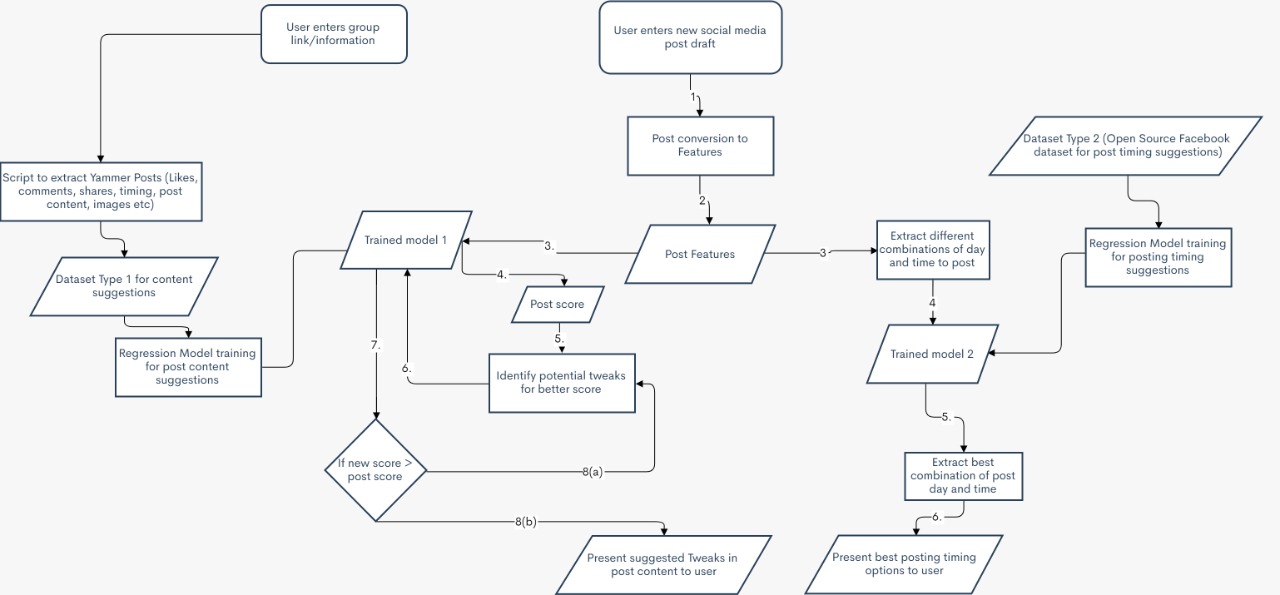 User enters group
link/information
User enters new social media
post draft
1
Post conversion to
Features
Dataset Type 2 (Open Source Facebook
dataset for post timing suggestions)
Script to extract Yammer Posts (Likes,
comments, shares, timing, post
content, images etc)
2
Trained model 1
3.
Post Features
3
Extract different
combinations of day
and time to post
Regression Model training
for posting timing
suggestions
Dataset Type 1 for content
suggestions
4.
Post score
4
5.
7.
Regression Model training
for post content
suggestions
6.
Identify potential tweaks
for better score
Trained model 2
5.
If new score >
post score
8(a)
Extract best
combination of post
day and time
8(b)
6.
Present suggested Tweaks in
post content to user
Present best posting timing
options to user